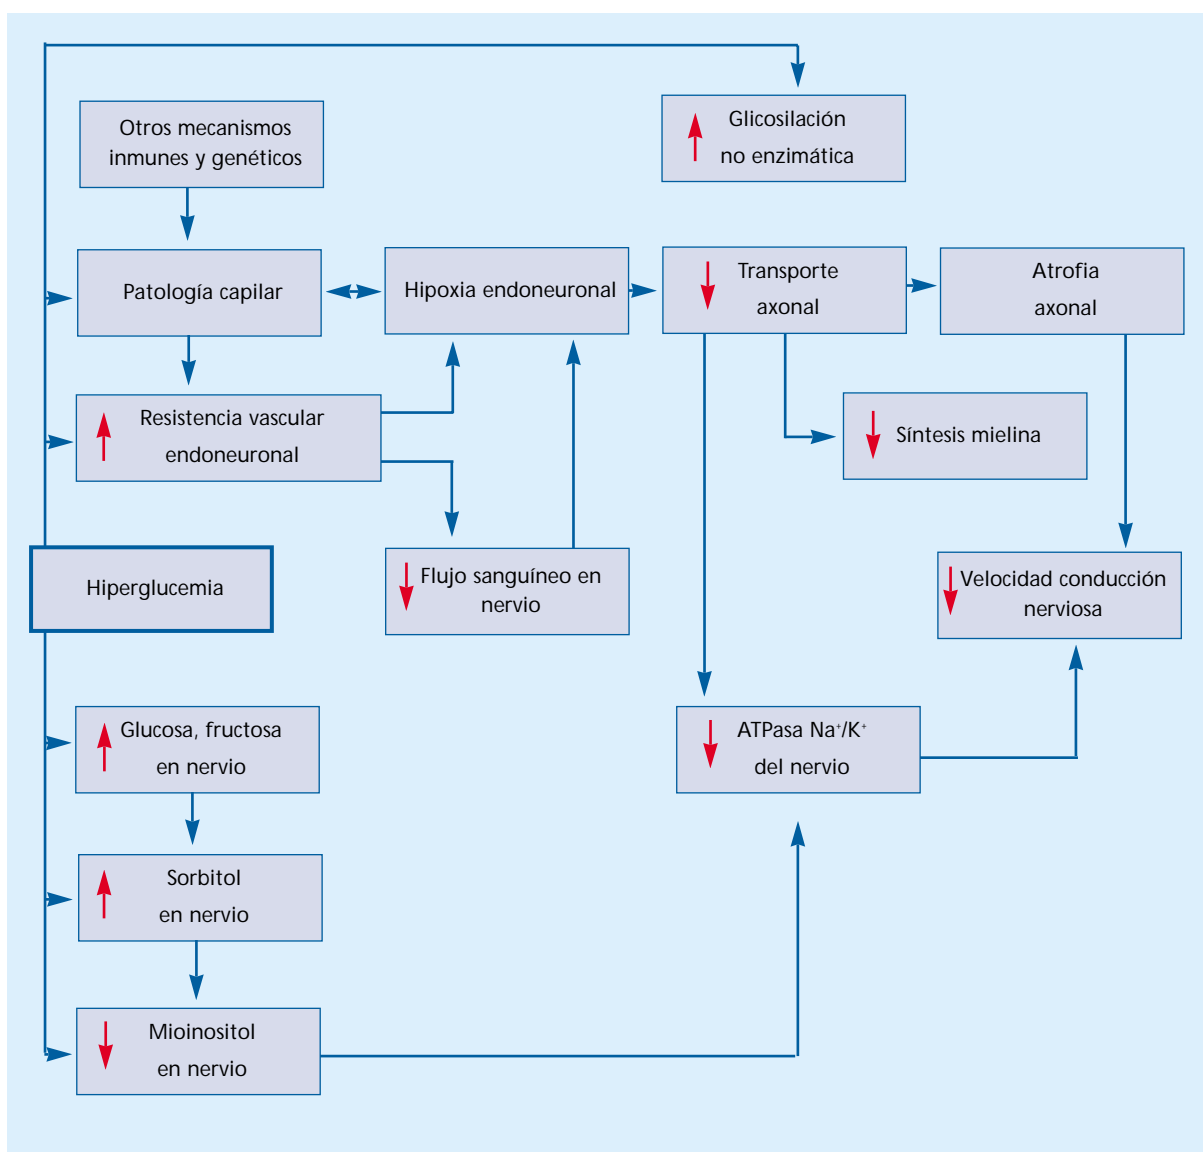 Otros mecanismos
inmunes y genéticos
Glicosilación
no enzimática
Patología capilar
Hipoxia endoneuronal
Transporte
axonal
Atrofia
axonal
Resistencia vascular
endoneuronal
Síntesis mielina
Hiperglucemia
Flujo sanguíneo en
nervio
Velocidad conducción
nerviosa
Glucosa, fructosa
en nervio
ATPasa Na⁺/K⁺
del nervio
Sorbitol
en nervio
Mioinositol
en nervio